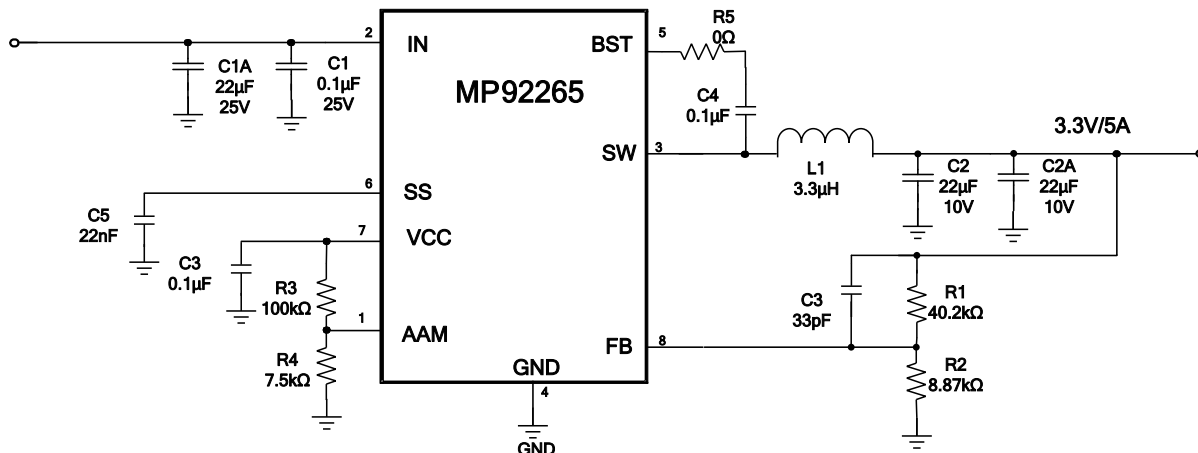 2
IN
C1A
22µF
25V
C1
0.1µF
25V
MP92265
BST
5
R5
0Ω
C4
0.1µF
SW
3
L1
3.3µH
3.3V/5A
C2
22µF
10V
C2A
22µF
10V
6
SS
C5
22nF
7
VCC
C3
0.1µF
R3
100kΩ
1
AAM
R4
7.5kΩ
GND
4
GND
FB
8
C3
33pF
R1
40.2kΩ
R2
8.87kΩ